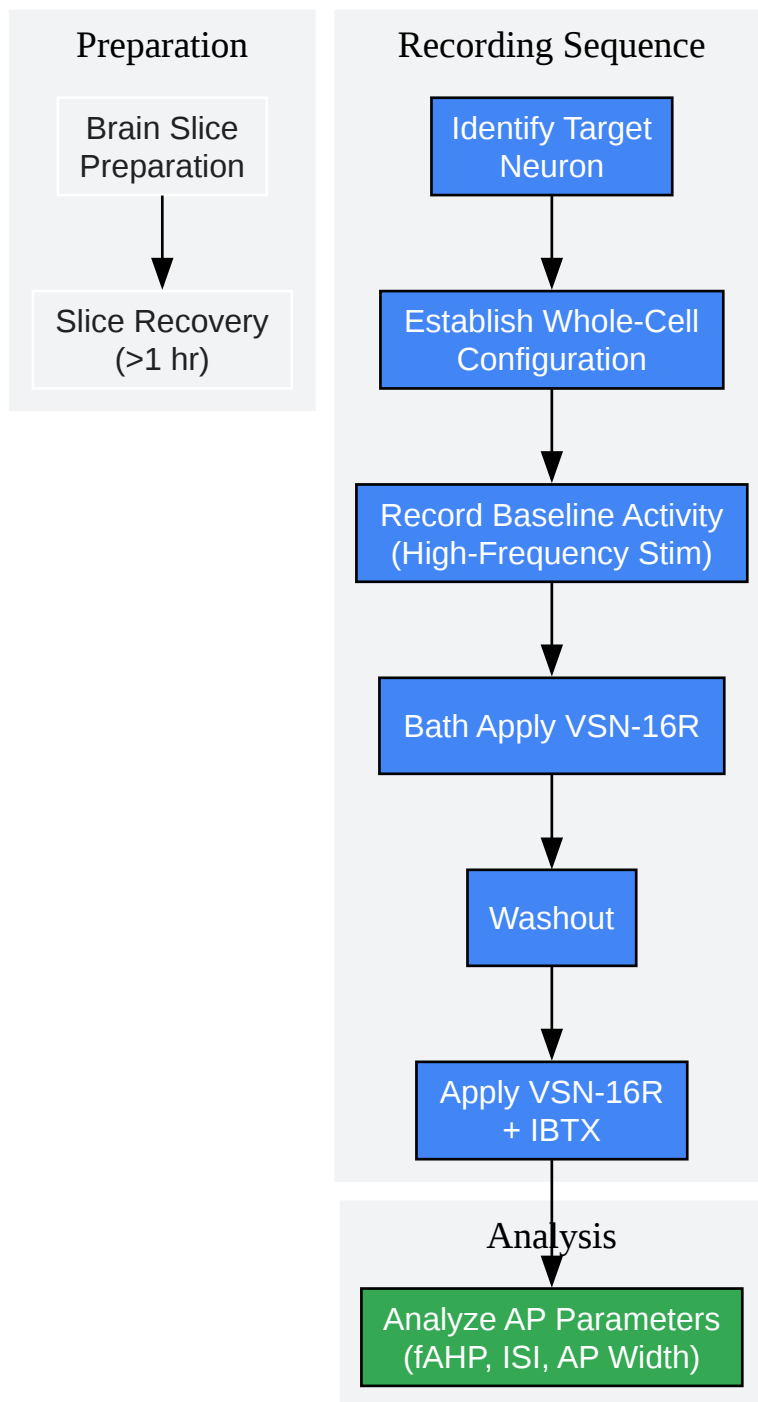 Preparation
Brain Slice
Preparation
Slice Recovery
(>1 hr)
Recording Sequence
Identify Target
Neuron
Establish Whole-Cell
Configuration
Record Baseline Activity
(High-Frequency Stim)
Bath Apply VSN-16R
Washout
Apply VSN-16R
+ IBTX
Analysis
Analyze AP Parameters
(fAHP, ISI, AP Width)